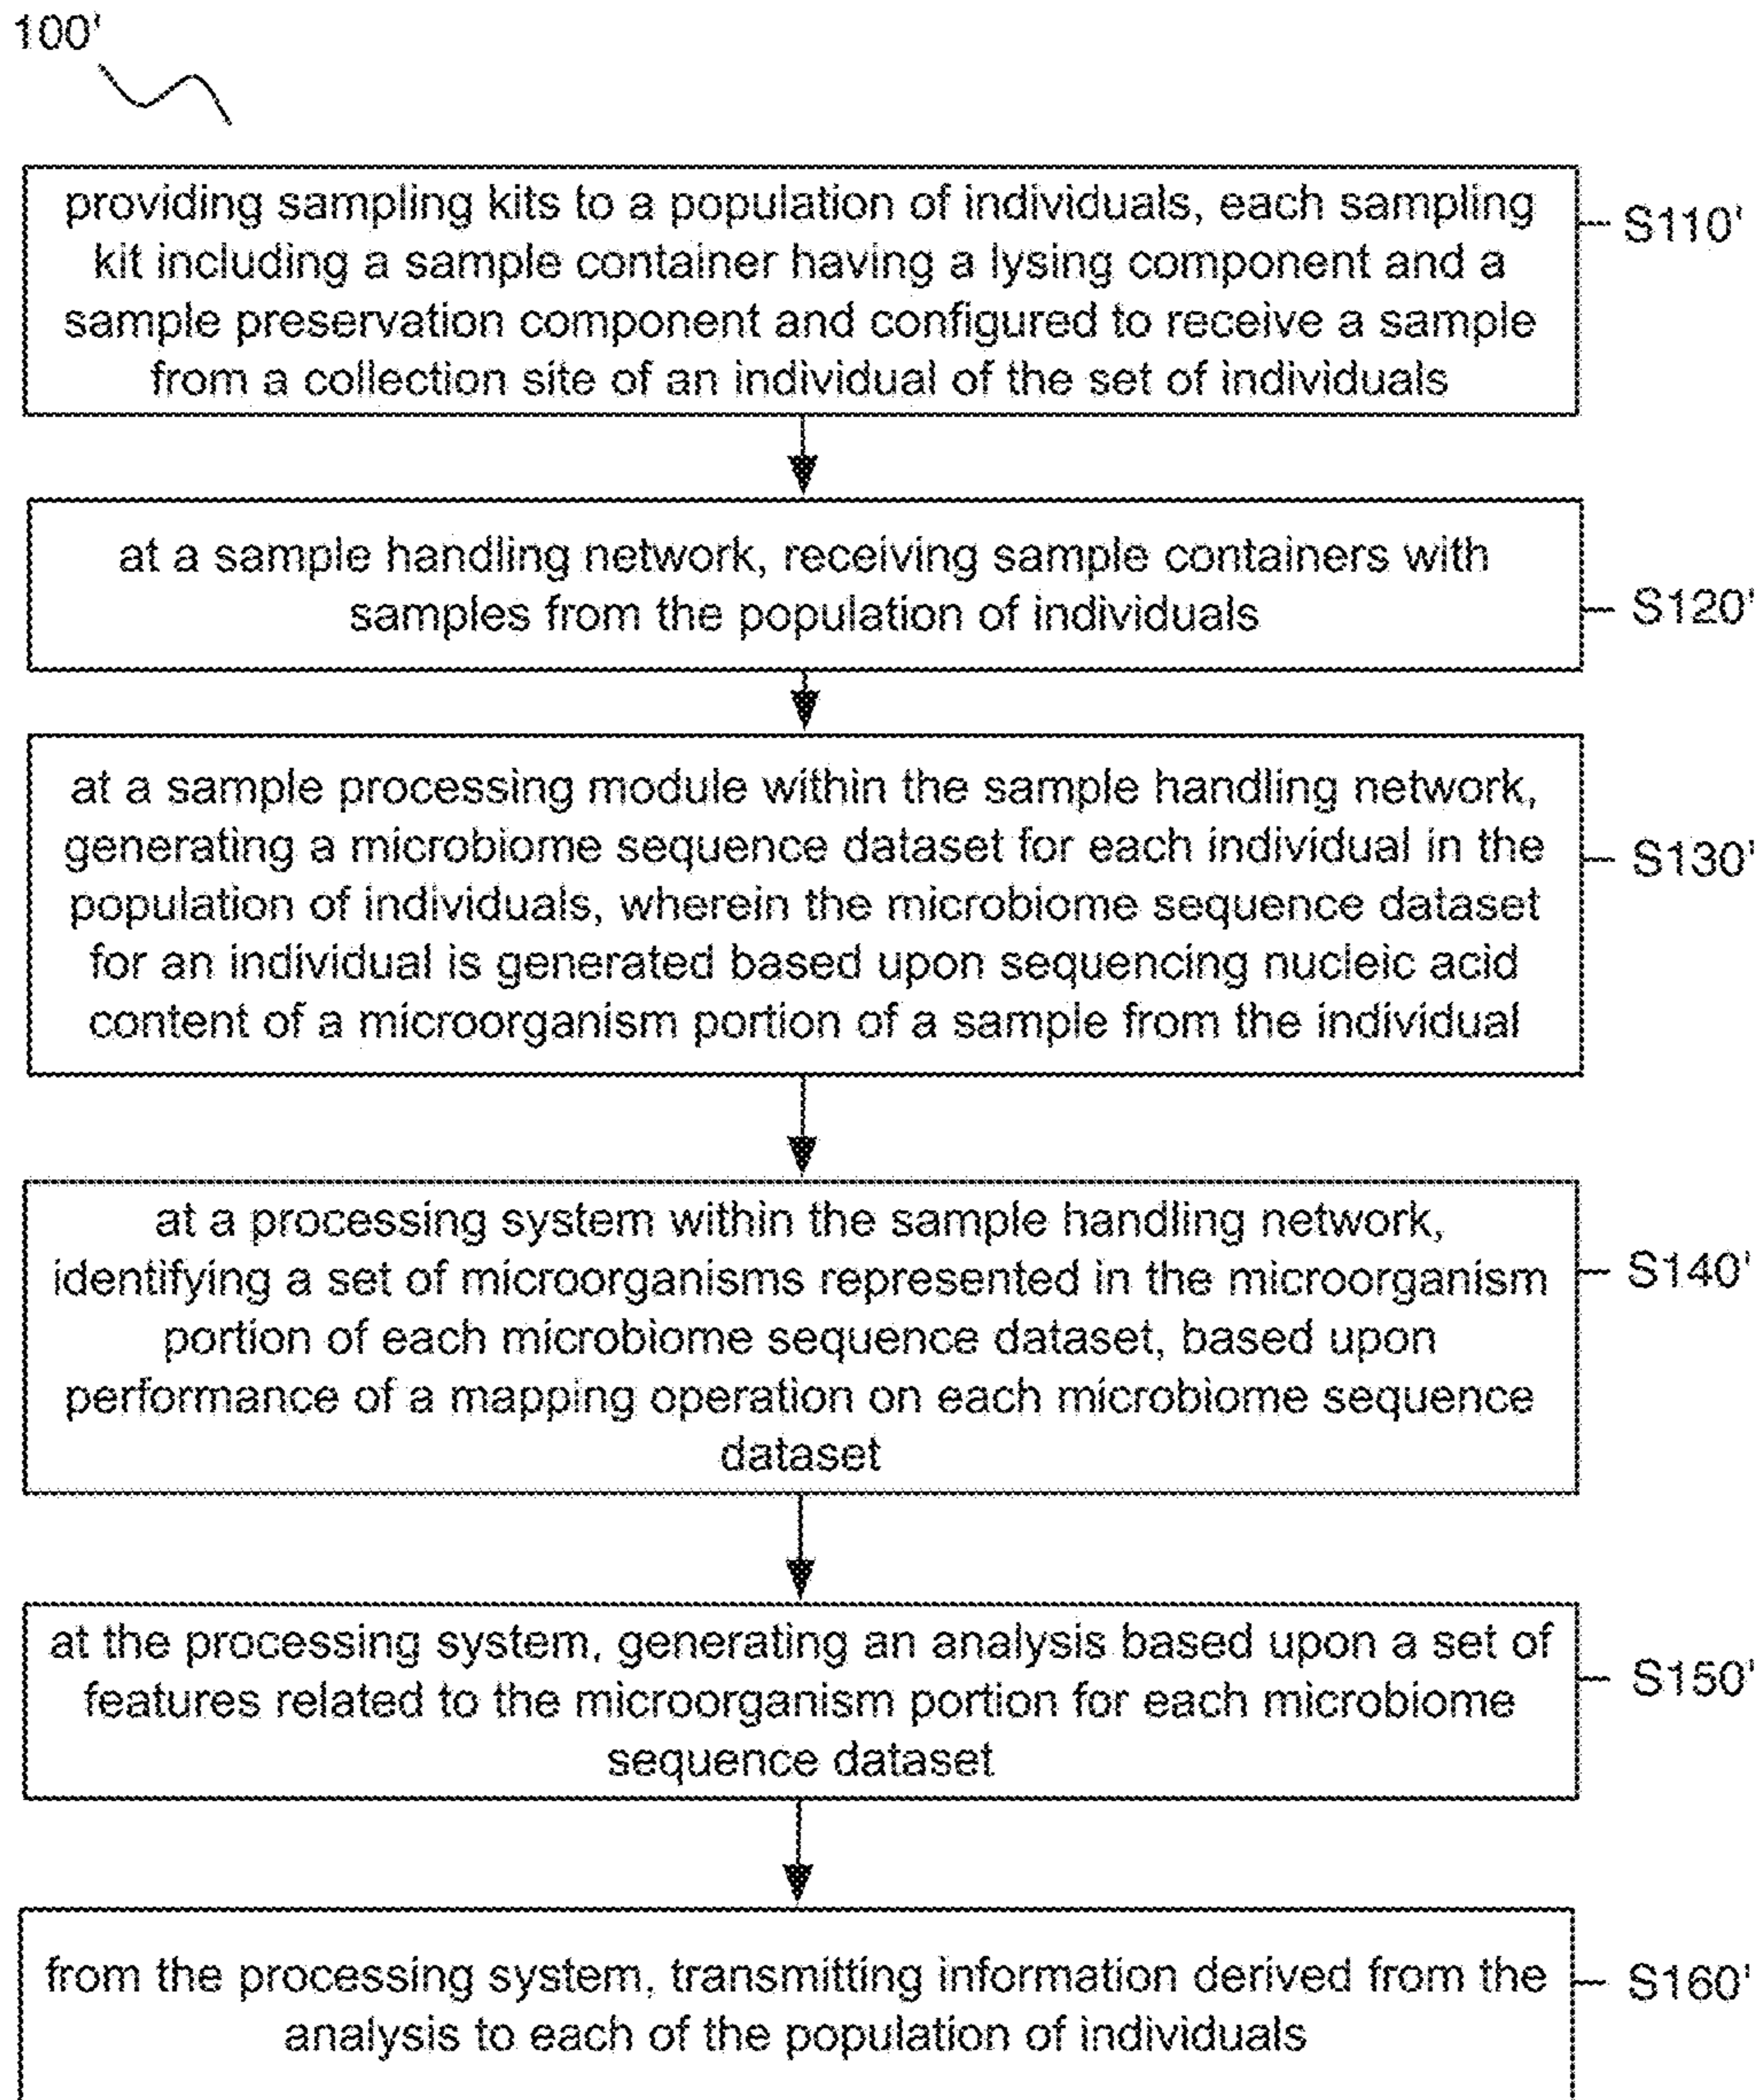 100'
providing sampling kits to a population of individuals, each sampling
kit including a sample container having a lysing component and a
sample preservation component and configured to receive a sample
from a collection site of an individual of the set of individuals
S110'
at a sample handling network, receiving sample containers with
samples from the population of individuals
S120'
at a sample processing module within the sample handling network,
generating a microbiome sequence dataset for each individual in the
population of individuals, wherein the microbiome sequence dataset
for an individual is generated based upon sequencing nucleic acid
content of a microorganism portion of a sample from the individual
S130'
at a processing system within the sample handling network,
identifying a set of microorganisms represented in the microorganism
portion of each microbiome sequence dataset, based upon
performance of a mapping operation on each microbiome sequence
dataset
S140'
at the processing system, generating an analysis based upon a set of
features related to the microorganism portion for each microbiome
sequence dataset
S150'
from the processing system, transmitting information derived from the
analysis to each of the population of individuals
S160'